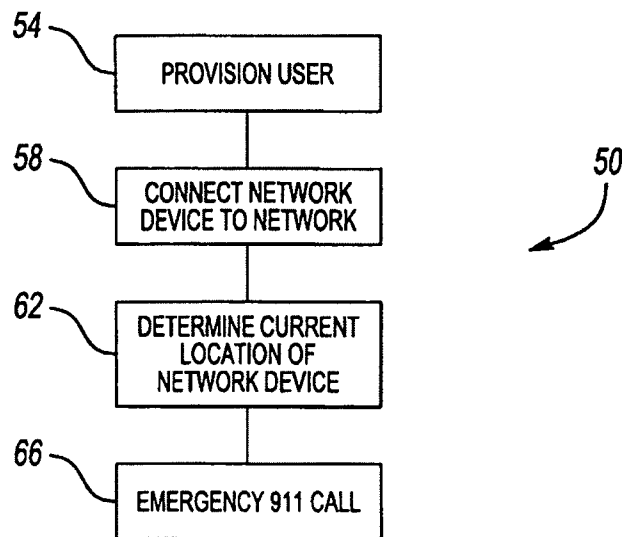 54
PROVISION USER
58
CONNECT NETWORK
DEVICE TO NETWORK
50
62
DETERMINE CURRENT
LOCATION OF
NETWORK DEVICE
66
EMERGENCY 911 CALL